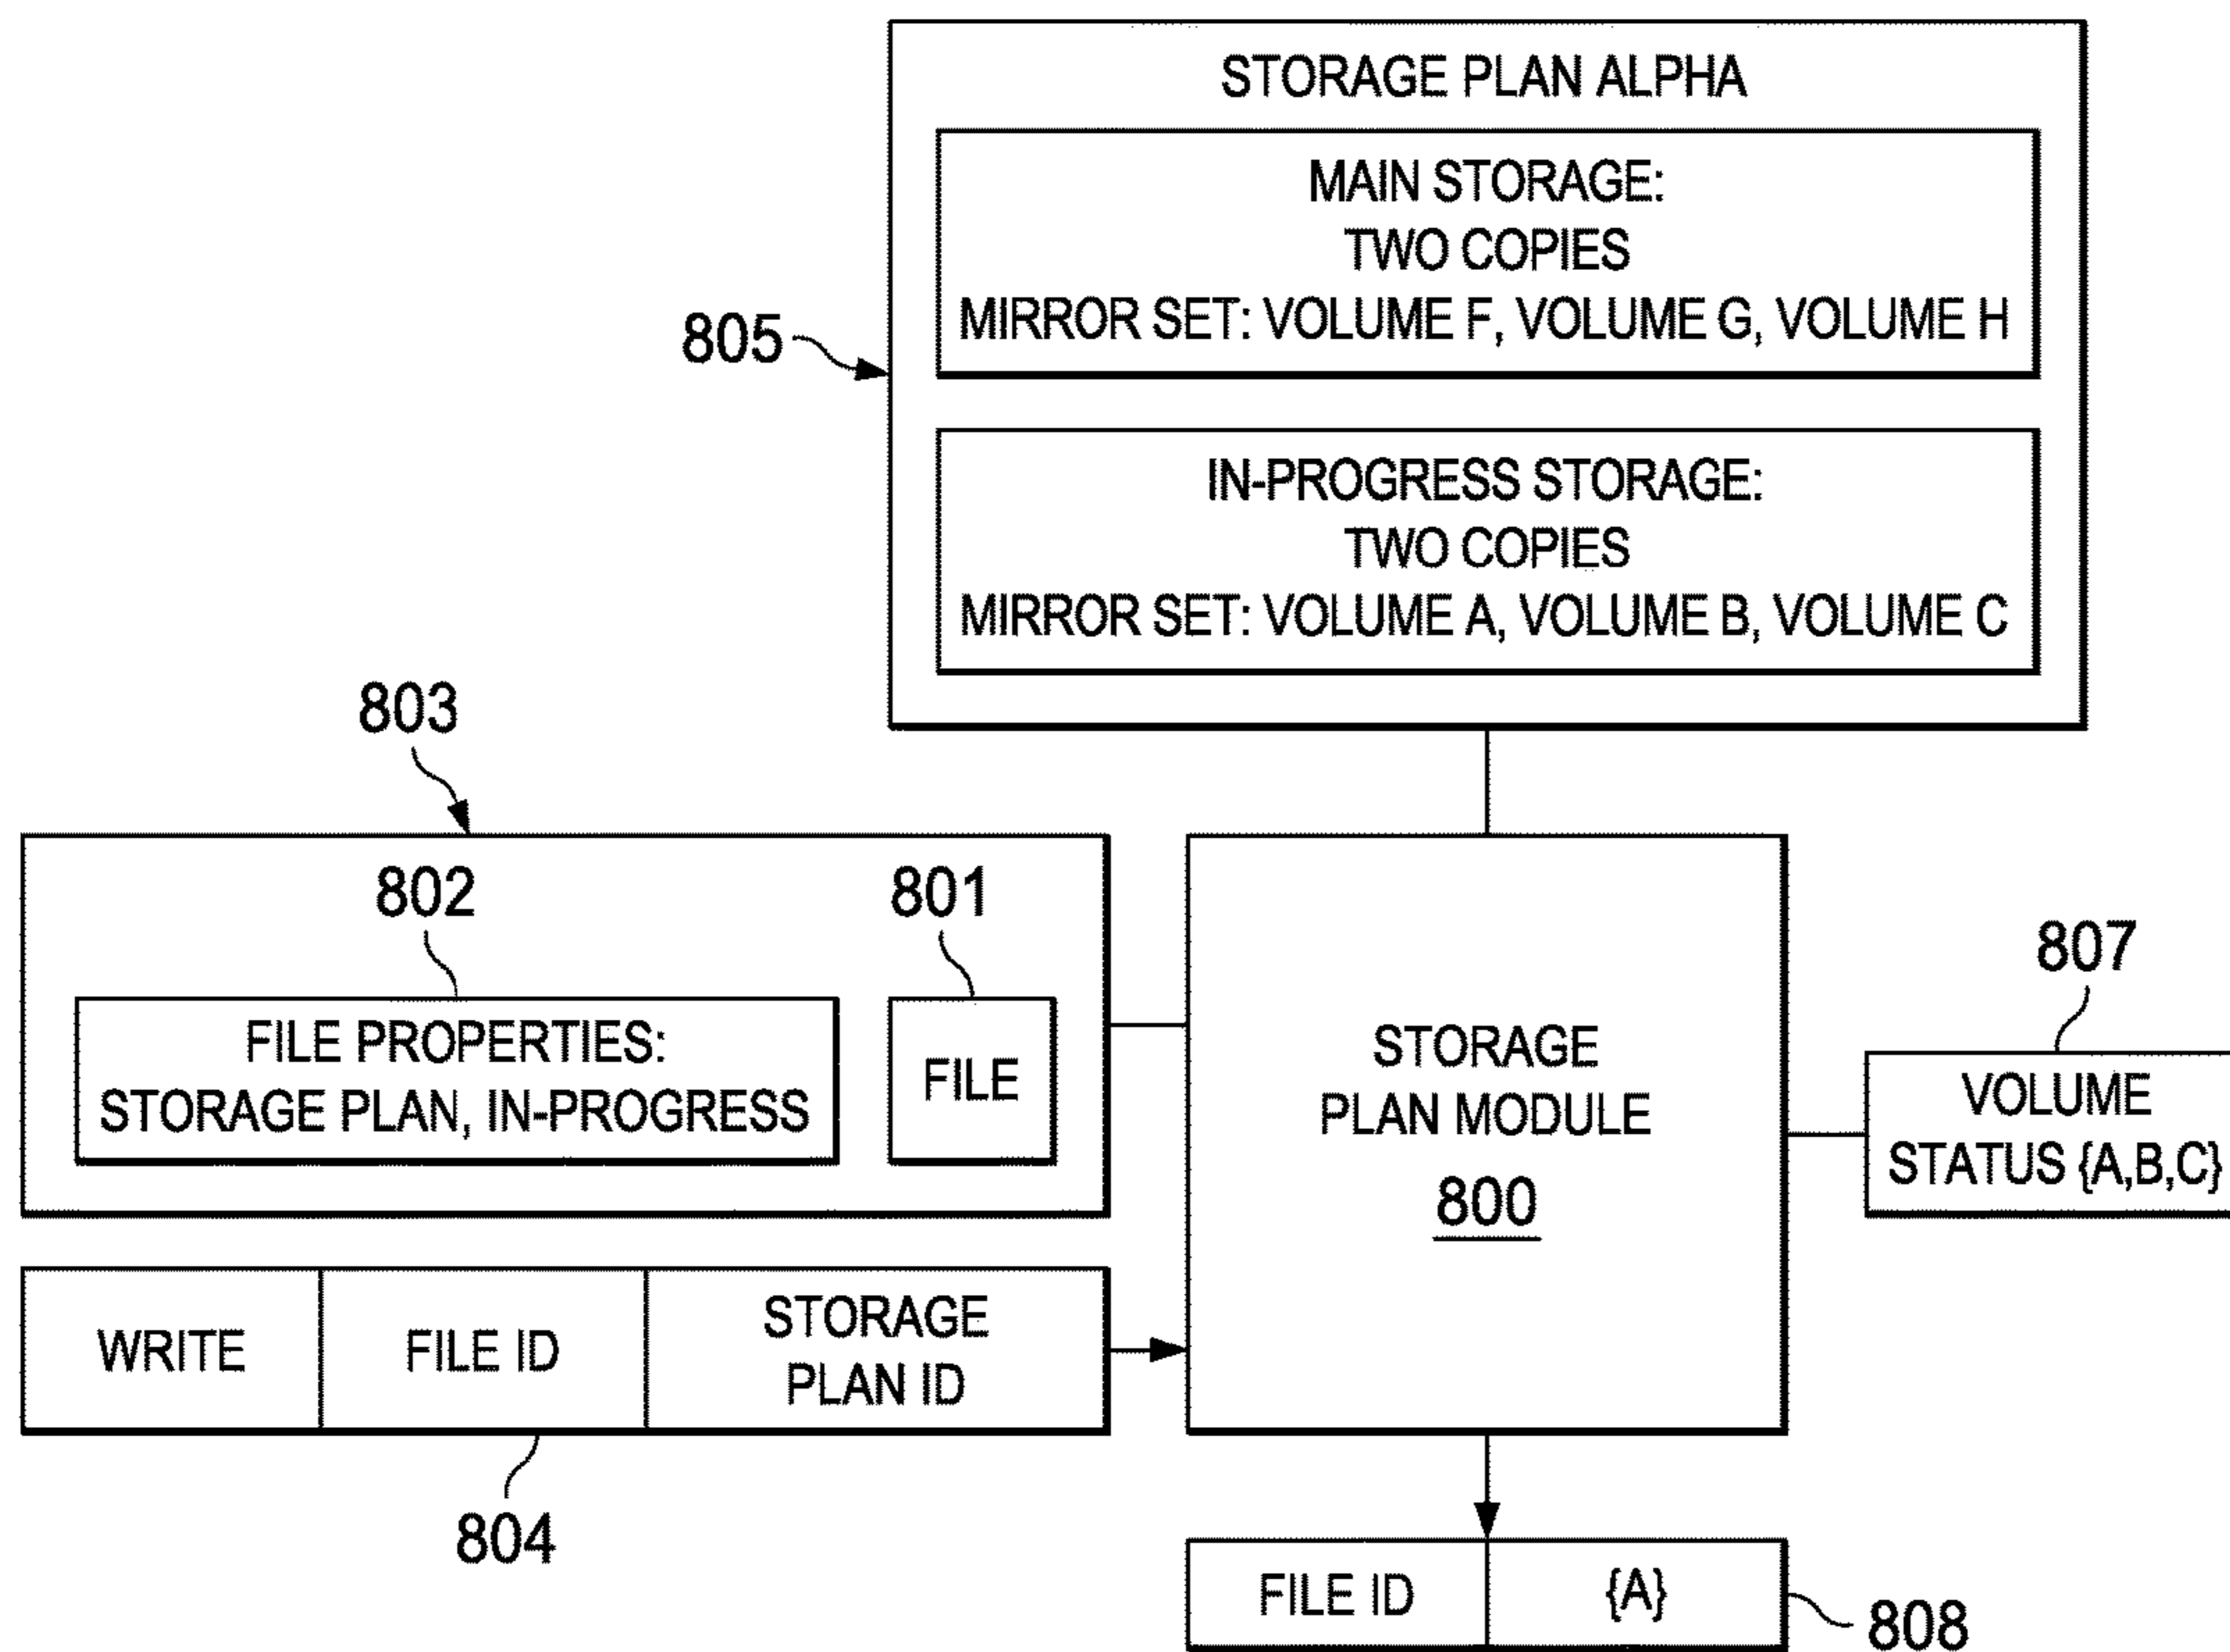 STORAGE PLAN ALPHA
MAIN STORAGE:
TWO COPIES
MIRROR SET: VOLUME F, VOLUME G, VOLUME H
805
IN-PROGRESS STORAGE:
TWO COPIES
MIRROR SET: VOLUME A, VOLUME B, VOLUME C
803
802
801
FILE PROPERTIES:
STORAGE PLAN, IN-PROGRESS
FILE
STORAGE
PLAN MODULE
800
807
VOLUME
STATUS {A,B,C}
WRITE
FILE ID
STORAGE
PLAN ID
804
FILE ID
{A}
808